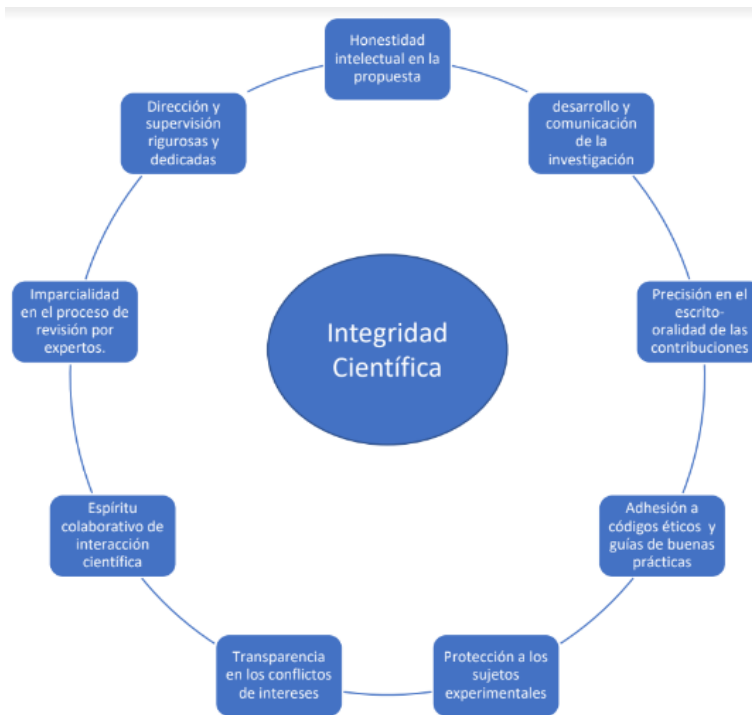 Honestidad
intelectual en la
propuesta
desarrollo y
comunicación
de la
investigación
Precisión en el
escrito-
oralidad de las
contribuciones
Adhesión a
códigos éticos y
guías de buenas
prácticas
Protección a los
sujetos
experimentales
Transparencia
en los conflictos
de intereses
Espíritu
colaborativo de
interacción
científica
Imparcialidad
en el proceso de
revisión por
expertos.
Dirección y
supervisión
rigurosas y
dedicadas
Integridad
Científica